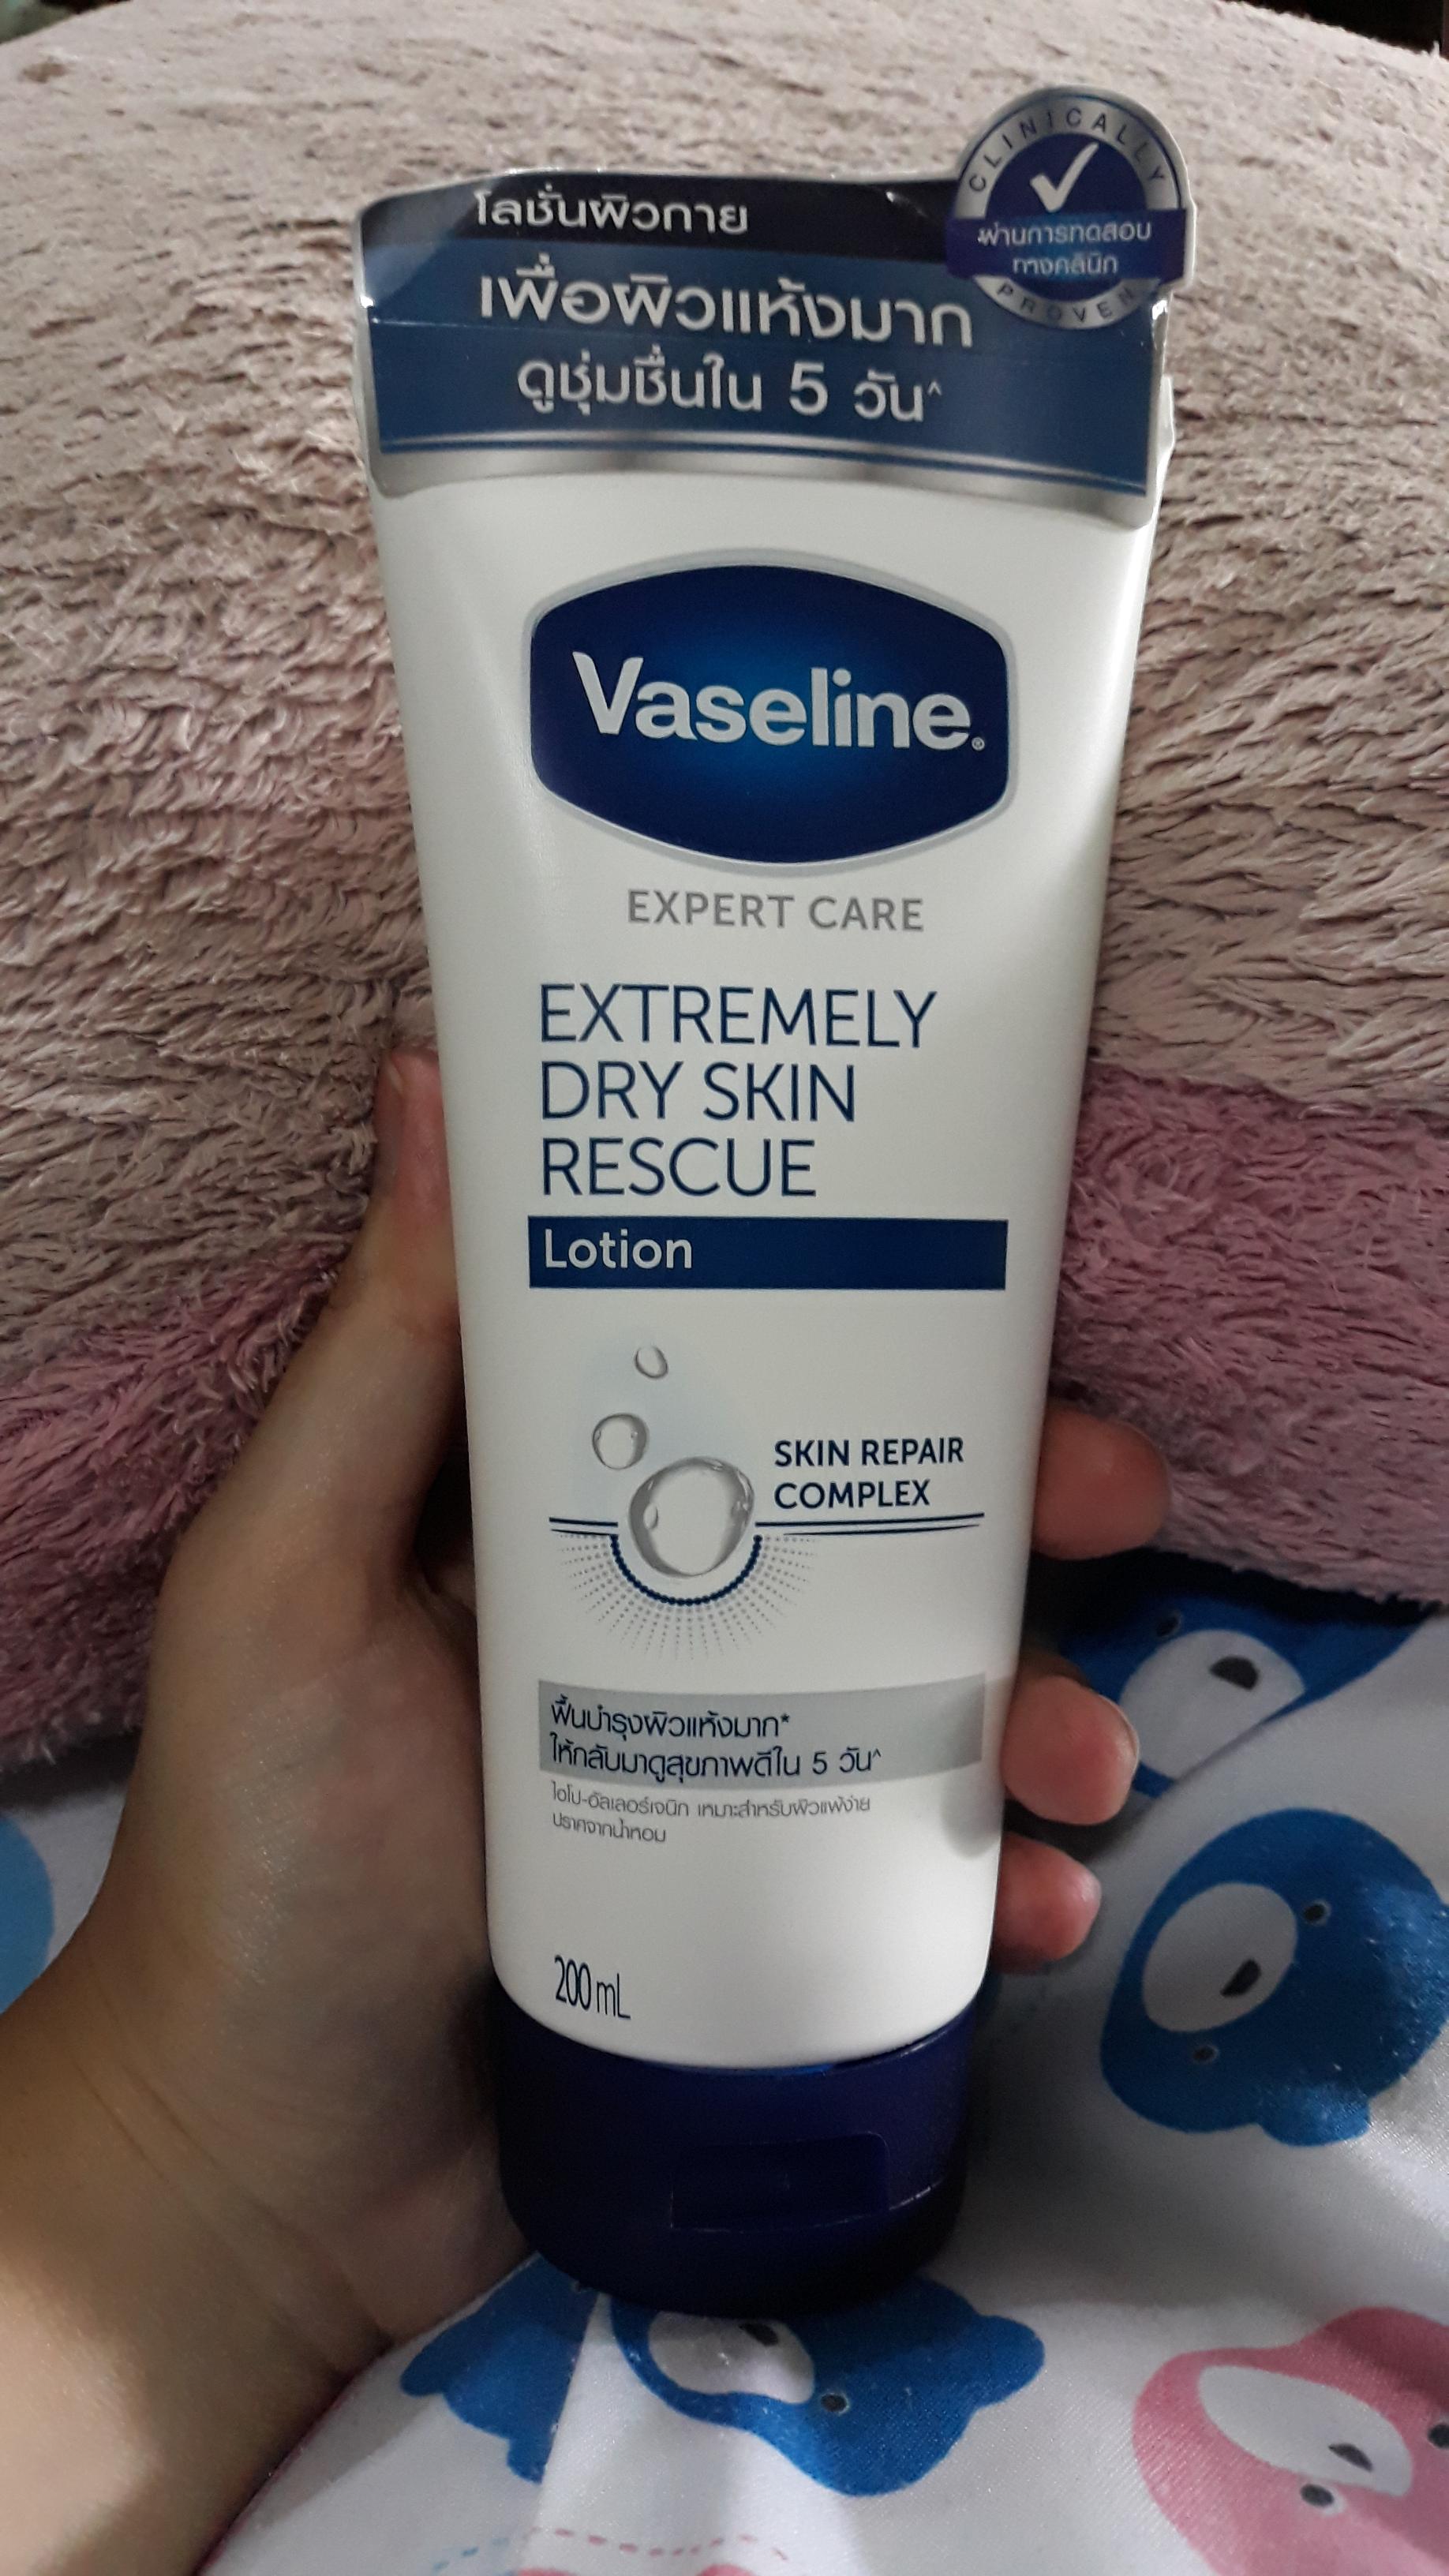 โลชั่นผิวกาย
เพื่อผิวแห้งมาก
ดูชุ่มชื่นใน 5 วัน^
CLINICALLY
ผ่านการทดสอบ
ทางคลินิก
PROVEN
Vaseline®
EXPERT CARE
EXTREMELY
DRY SKIN
RESCUE
Lotion
SKIN REPAIR
COMPLEX
ฟื้นบำรุงผิวแห้งมาก*
ให้กลับมาดูสุขภาพดีใน 5 วัน^
ไฮโป-อัลเลอร์เจนิก เหมาะสำหรับผิวแพ้ง่าย
ปราศจากน้ำหอม
200 mL